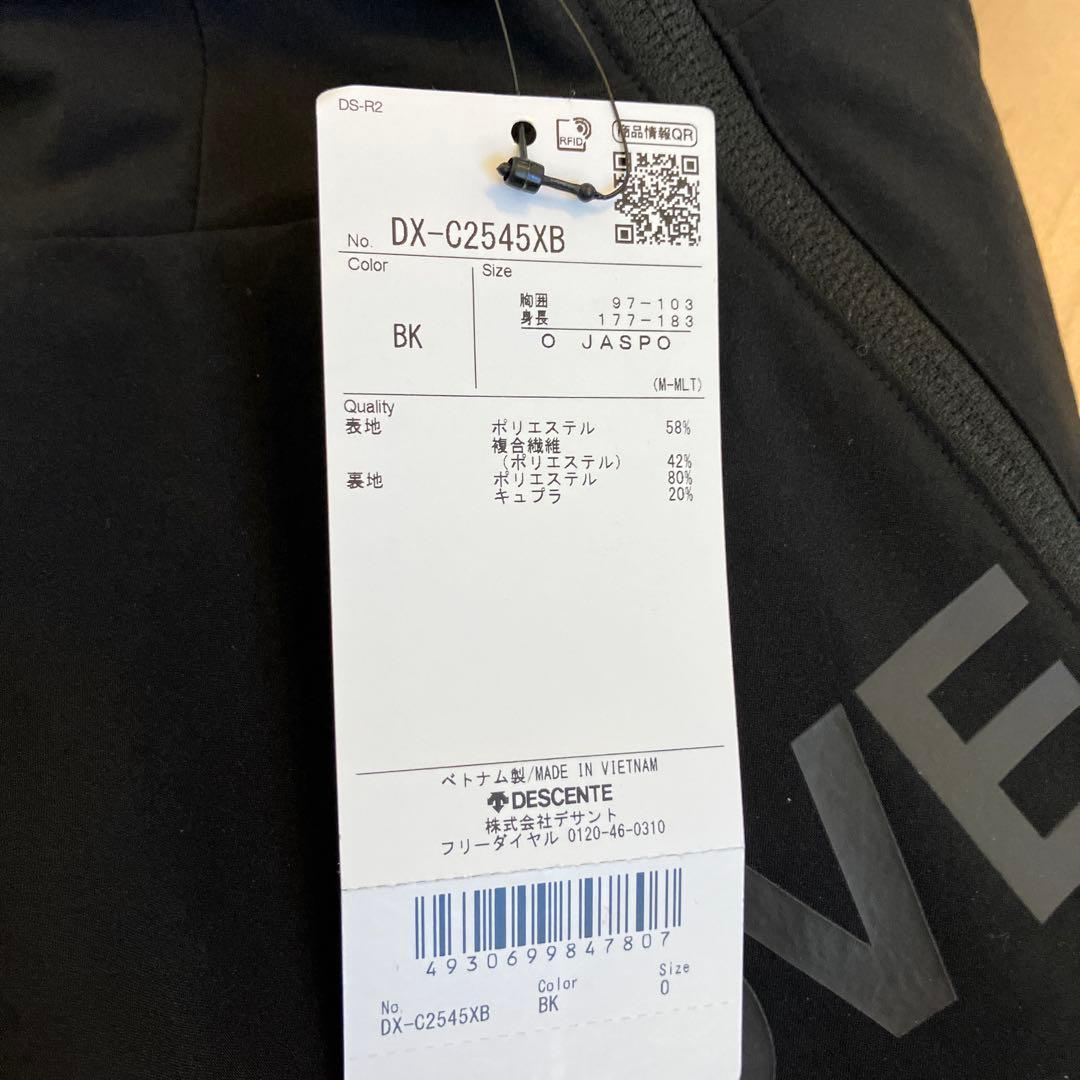 DS-R2
RFID
商品情報QR
No. DX-C2545XB
Color
Size
胸囲 97-103
身長 177-183
BK
O JASPO
(M-MLT)
Quality
表地 ポリエステル 58%
複合繊維
(ポリエステル) 42%
裏地 ポリエステル 80%
キュプラ 20%
ベトナム製/MADE IN VIETNAM
DESCENTE
株式会社デサント
フリーダイヤル 0120-46-0310
4930699847807
No. Color Size
DX-C2545XB BK O
VE